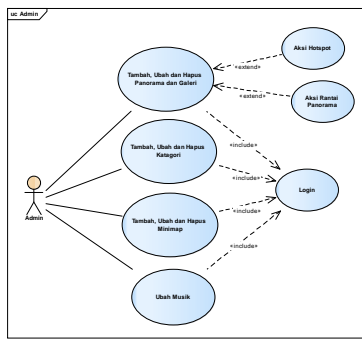 uc Admin
Aksi Hotspot
Tambah, Ubah dan Hapus
Panorama dan Galeri
«extend»
Aksi Rantai
Panorama
«extend»
«include»
Tambah, Ubah dan Hapus
Kategori
«include»
Login
Admin
Tambah, Ubah dan Hapus
Minimap
«include»
«include»
Ubah Musik